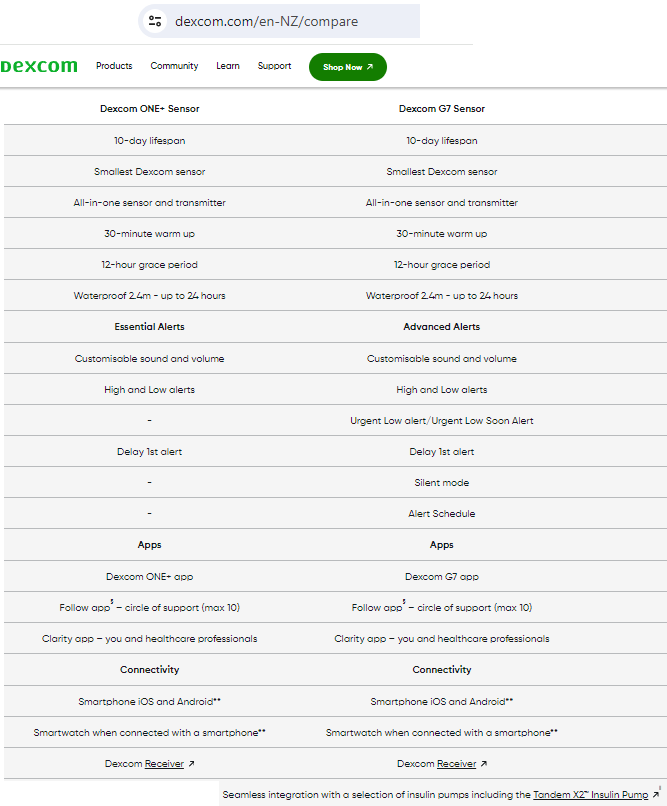 dexcom.com/en-NZ/compare
Dexcom Products Community Learn Support Shop Now ↗
Dexcom ONE+ Sensor Dexcom G7 Sensor
10-day lifespan 10-day lifespan
Smallest Dexcom sensor Smallest Dexcom sensor
All-in-one sensor and transmitter All-in-one sensor and transmitter
30-minute warm up 30-minute warm up
12-hour grace period 12-hour grace period
Waterproof 2.4m - up to 24 hours Waterproof 2.4m - up to 24 hours
Essential Alerts Advanced Alerts
Customisable sound and volume Customisable sound and volume
High and Low alerts High and Low alerts
- Urgent Low alert/Urgent Low Soon Alert
Delay 1st alert Delay 1st alert
- Silent mode
- Alert Schedule
Apps Apps
Dexcom ONE+ app Dexcom G7 app
Follow app§ – circle of support (max 10) Follow app§ – circle of support (max 10)
Clarity app – you and healthcare professionals Clarity app – you and healthcare professionals
Connectivity Connectivity
Smartphone iOS and Android** Smartphone iOS and Android**
Smartwatch when connected with a smartphone** Smartwatch when connected with a smartphone**
Dexcom Receiver ↗ Dexcom Receiver ↗
Seamless integration with a selection of insulin pumps including the Tandem X2™ Insulin Pump ↗